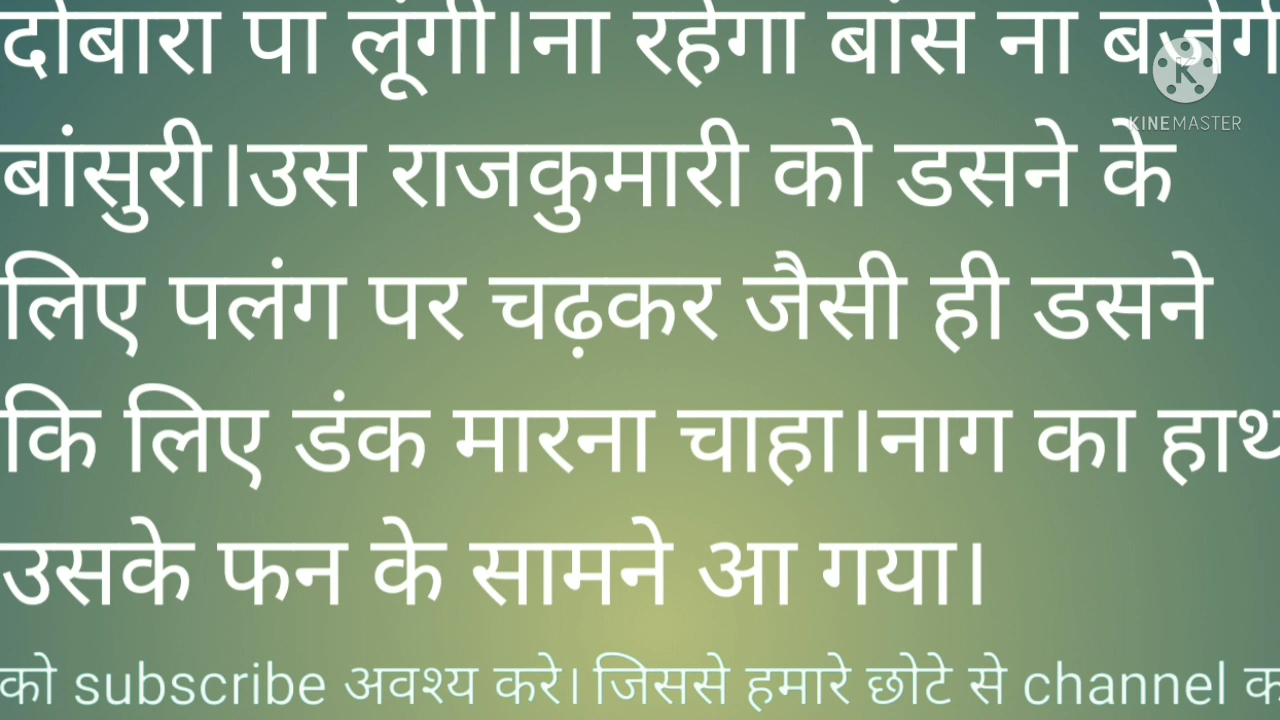 दोबारा पा लूंगी।ना रहेगा बांस ना बजेगी
KINEMASTER
बांसुरी।उस राजकुमारी को डसने के
लिए पलंग पर चढ़कर जैसी ही डसने
कि लिए डंक मारना चाहा।नाग का हाथ
उसके फन के सामने आ गया।
को subscribe अवश्य करे। जिससे हमारे छोटे से channel